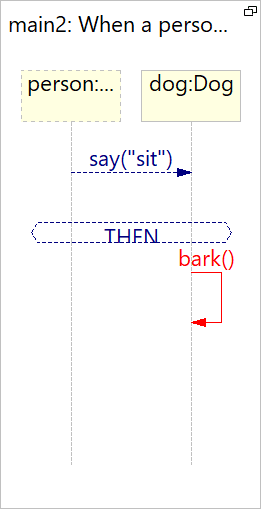 main2: When a perso...
person:...
dog:Dog
say("sit")
THEN
bark()